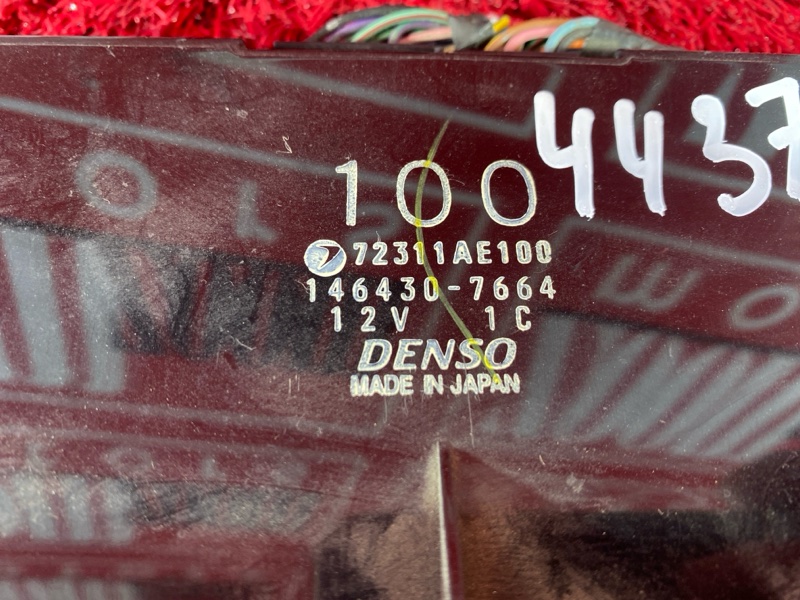 4437
100
72311AE100
146430-7664
12V 1C
DENSO
MADE IN JAPAN